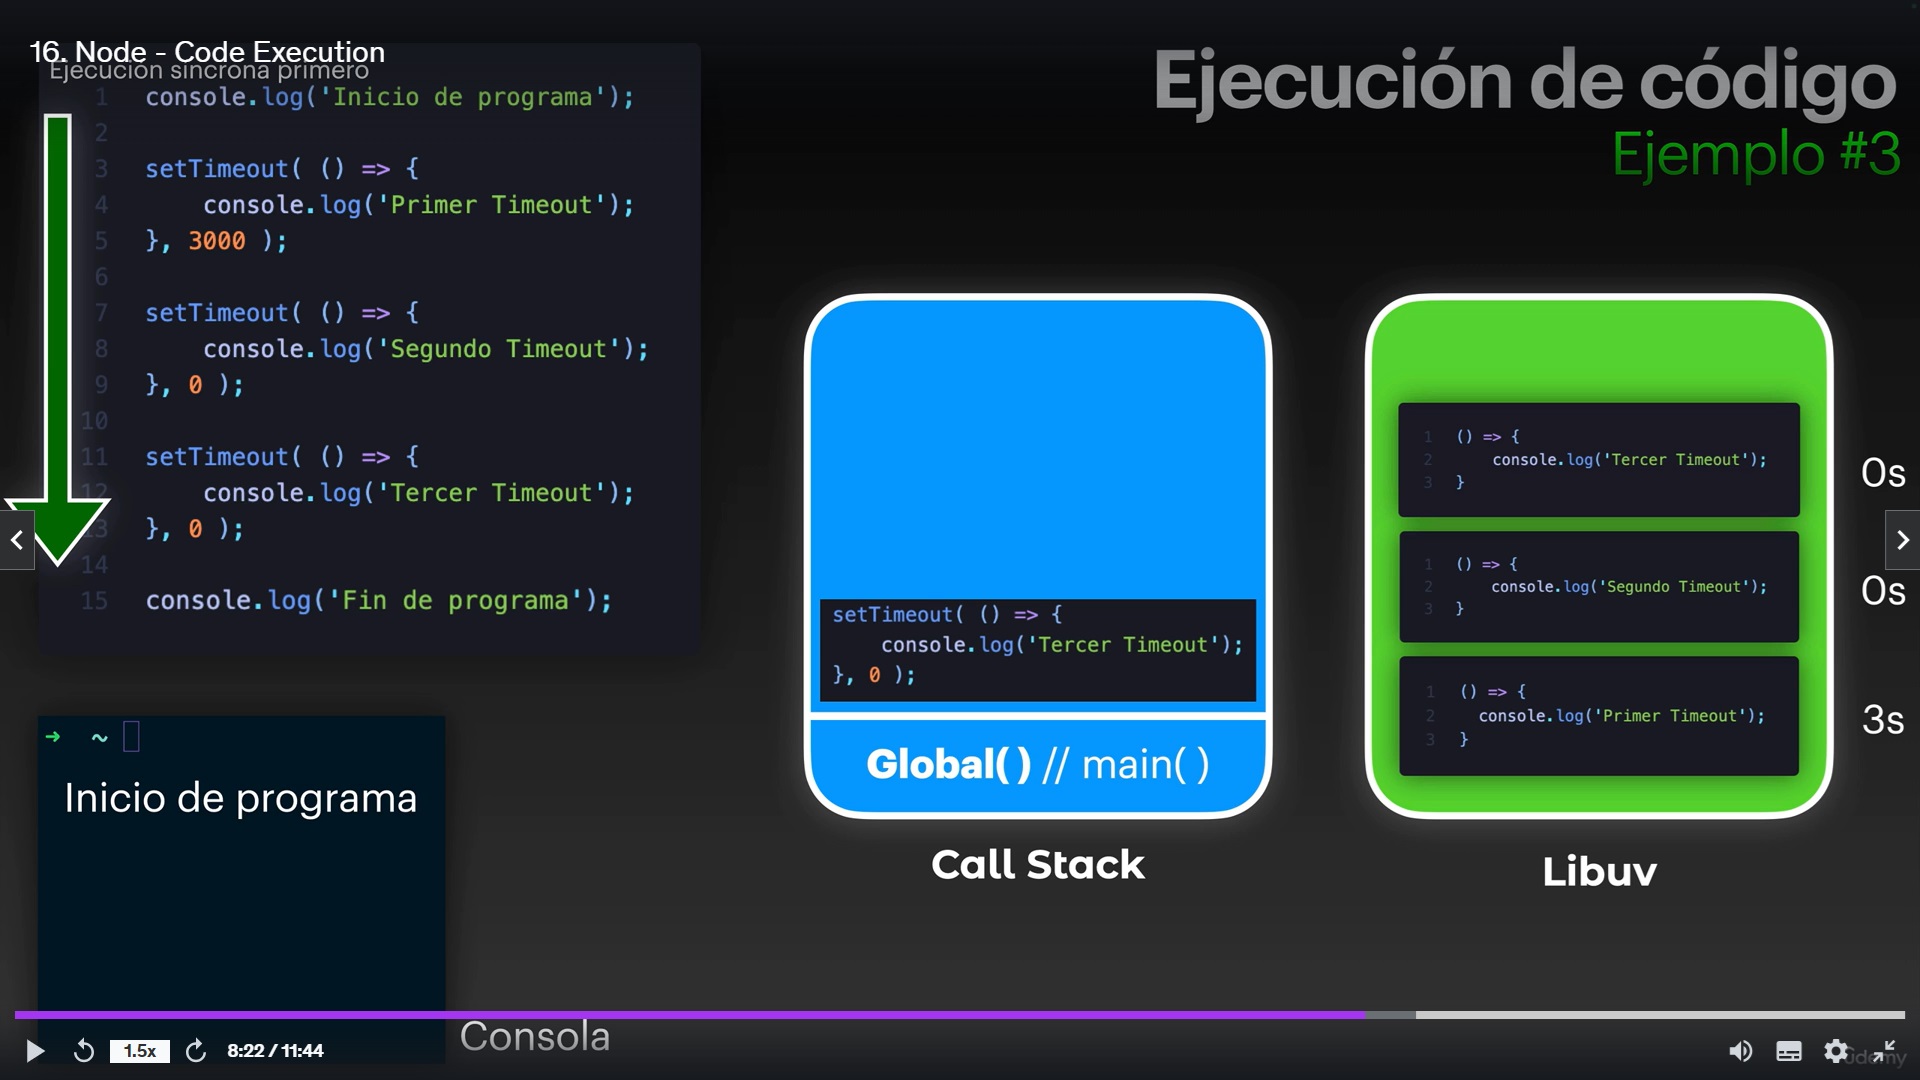 16. Node - Code Execution
Ejecución síncrona primero
Ejecución de código
Ejemplo #3
1 console.log('Inicio de programa');
2
3 setTimeout( () => {
4 console.log('Primer Timeout');
5 }, 3000 );
6
7 setTimeout( () => {
8 console.log('Segundo Timeout');
9 }, 0 );
10
11 setTimeout( () => {
12 console.log('Tercer Timeout');
13 }, 0 );
14
15 console.log('Fin de programa');
setTimeout( () => {
console.log('Tercer Timeout');
}, 0 );
Global( ) // main( )
Call Stack
1 () => {
2 console.log('Tercer Timeout');
3 }
0s
1 () => {
2 console.log('Segundo Timeout');
3 }
0s
1 () => {
2 console.log('Primer Timeout');
3 }
3s
Libuv
➜ ~
Inicio de programa
Consola
1.5x
8:22 / 11:44
udemy